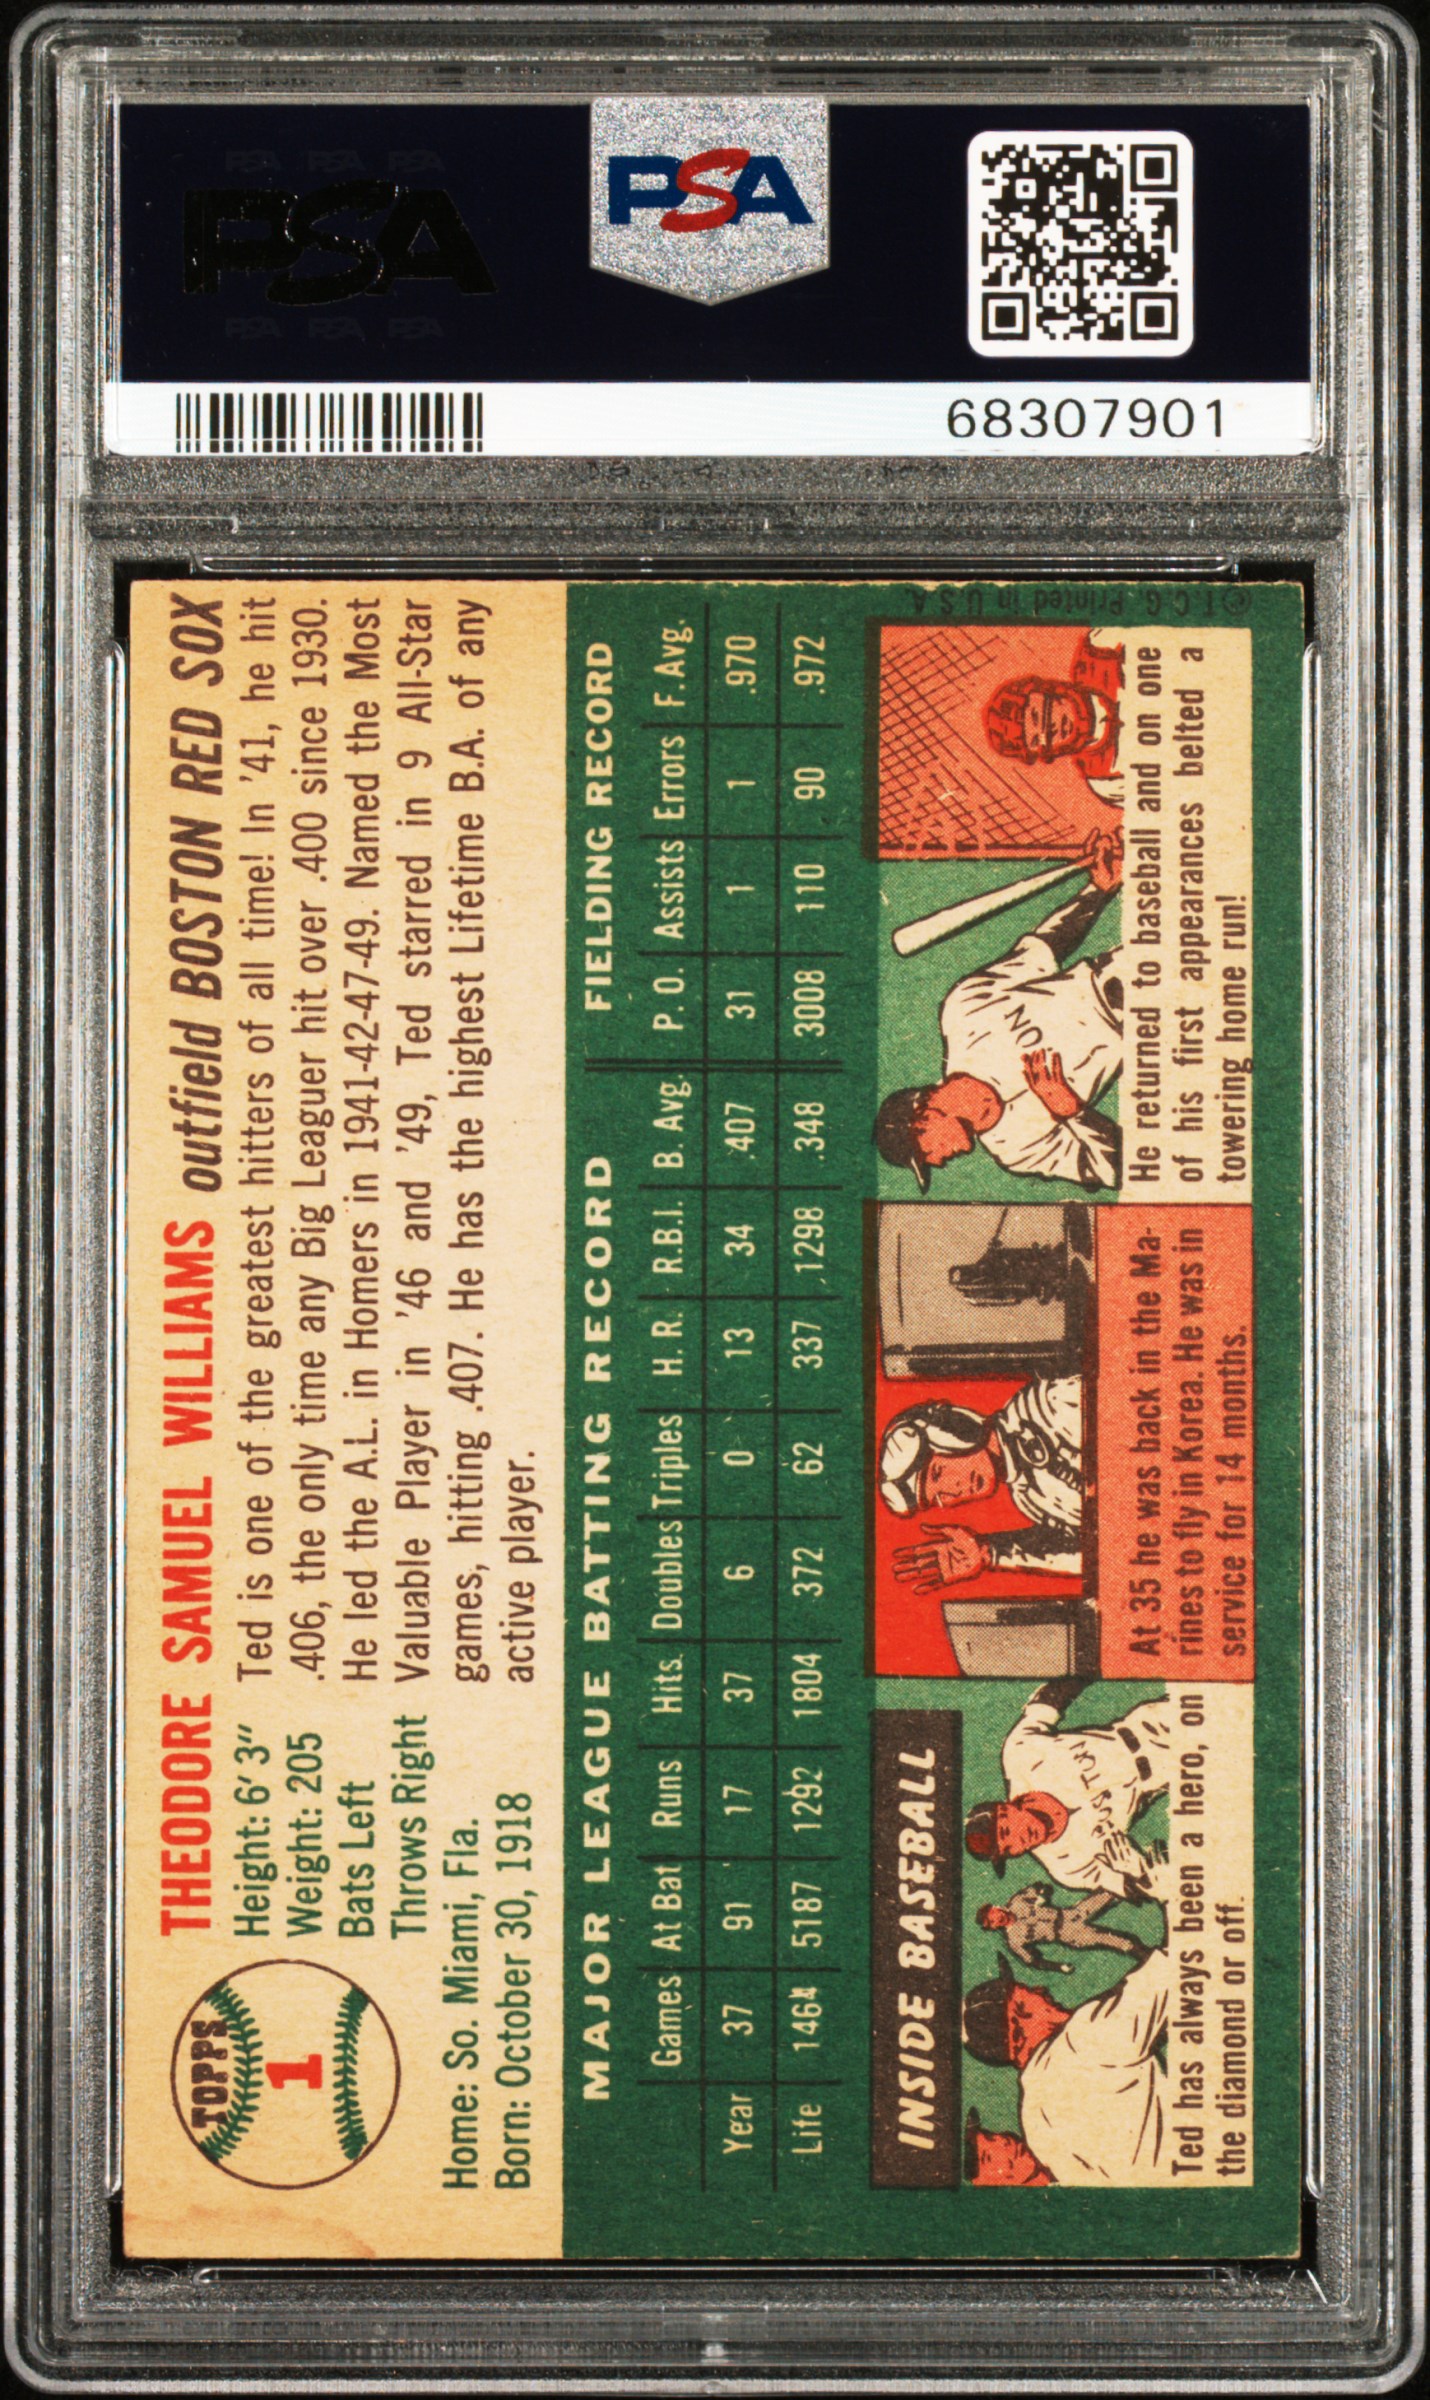 PSA
PSA PSA PSA
PSA
PSA PSA PSA
68307901
TOPPS
1
THEODORE SAMUEL WILLIAMS outfield BOSTON RED SOX
Height: 6' 3"
Weight: 205
Bats Left
Throws Right
Home: So. Miami, Fla.
Born: October 30, 1918
Ted is one of the greatest hitters of all time! In '41, he hit
.406, the only time any Big Leaguer hit over .400 since 1930.
He led the A.L. in Homers in 1941-42-47-49. Named the Most
Valuable Player in '46 and '49, Ted starred in 9 All-Star
games, hitting .407. He has the highest Lifetime B.A. of any
active player.
MAJOR LEAGUE BATTING RECORD FIELDING RECORD
Games At Bat Runs Hits Doubles Triples H. R. R.B.I. B. Avg. P. O. Assists Errors F. Avg.
Year 37 91 17 37 6 0 13 34 .407 31 1 1 .970
Life 1464 5187 1292 1804 372 62 337 1298 .348 3008 110 90 .972
INSIDE BASEBALL
Ted has always been a hero, on
the diamond or off.
At 35 he was back in the Ma-
rines to fly in Korea. He was in
service for 14 months.
TON
He returned to baseball and on one
of his first appearances belted a
towering home run!
© T.C.G. Printed in U.S.A.